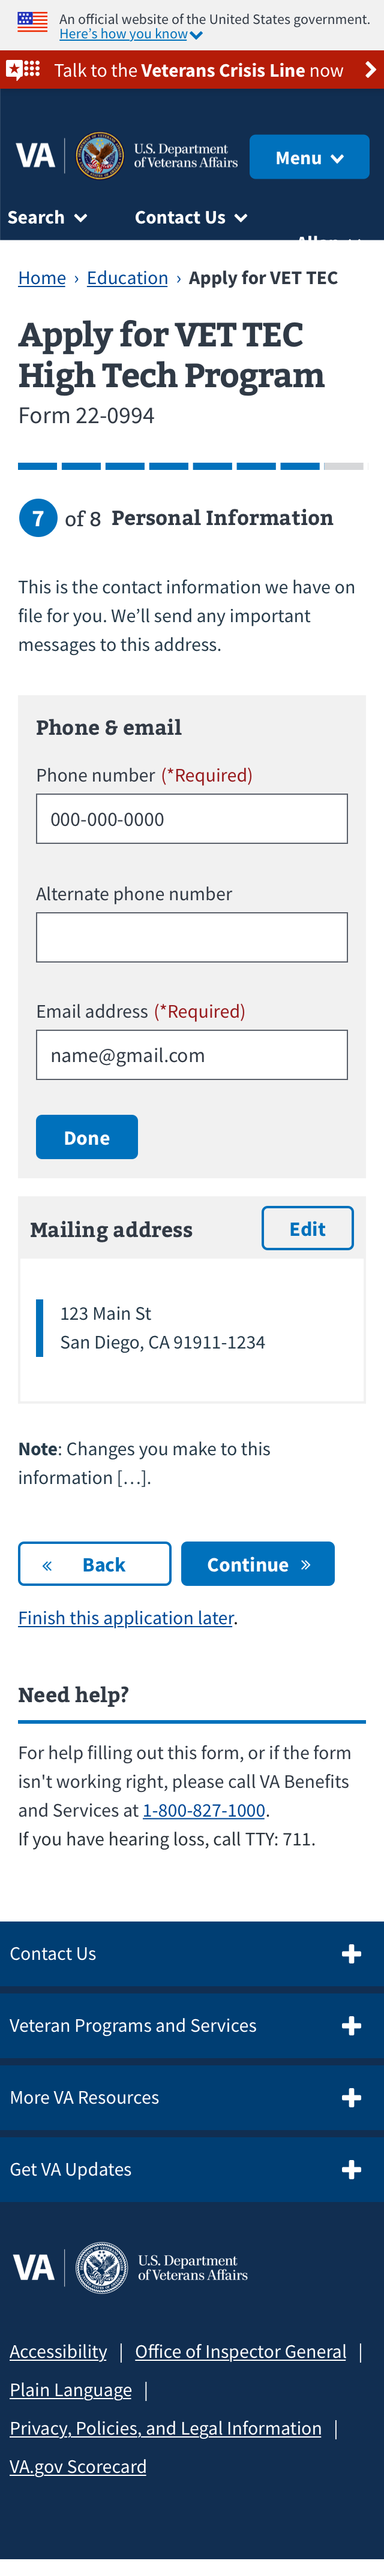 An official website of the United States government.
Here's how you know
Talk to the Veterans Crisis Line now
VA
U.S. Department
of Veterans Affairs
Menu
Search
Contact Us
Home › Education › Apply for VET TEC
Apply for VET TEC
High Tech Program
Form 22-0994
7 of 8 Personal Information
This is the contact information we have on
file for you. We'll send any important
messages to this address.
Phone & email
Phone number (*Required)
000-000-0000
Alternate phone number
Email address (*Required)
name@gmail.com
Done
Mailing address
Edit
123 Main St
San Diego, CA 91911-1234
Note: Changes you make to this
information [...].
« Back
Continue »
Finish this application later.
Need help?
For help filling out this form, or if the form
isn't working right, please call VA Benefits
and Services at 1-800-827-1000.
If you have hearing loss, call TTY: 711.
Contact Us
Veteran Programs and Services
More VA Resources
Get VA Updates
VA
U.S. Department
of Veterans Affairs
Accessibility | Office of Inspector General |
Plain Language |
Privacy, Policies, and Legal Information |
VA.gov Scorecard